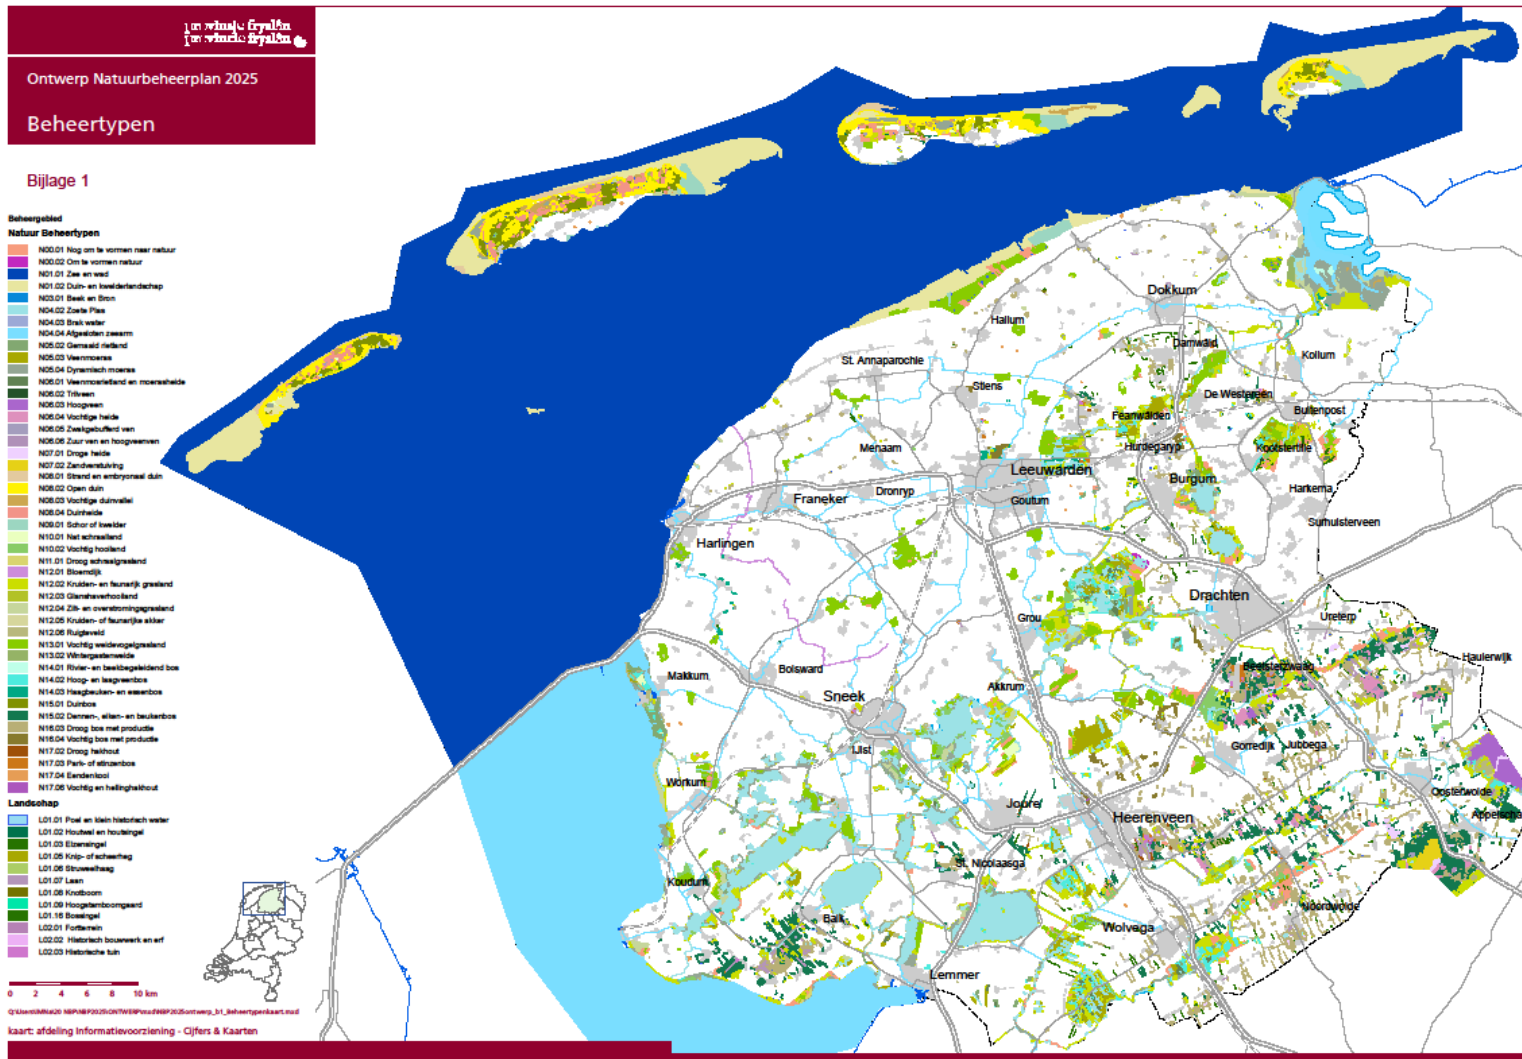 provinsje fryslân
provincie fryslân
Ontwerp Natuurbeheerplan 2025
Beheertypen
Bijlage 1
Beheergebied
Natuur Beheertypen
N00.01 Nog om te vormen naar natuur
N00.02 Om te vormen natuur
N01.01 Zee en wad
N01.02 Duin- en kwelderlandschap
N03.01 Beek en Bron
N04.02 Zoete Plas
N04.03 Brak water
N04.04 Afgesloten zeearm
N05.02 Gemaaid rietland
N05.03 Veenmoeras
N05.04 Dynamisch moeras
N06.01 Veenmosrietland en moerasheide
N06.02 Trilveen
N06.03 Hoogveen
N06.04 Vochtige heide
N06.05 Zwakgebufferd ven
N06.06 Zuur ven en hoogveenven
N07.01 Droge heide
N07.02 Zandverstuiving
N08.01 Strand en embryonaal duin
N08.02 Open duin
N08.03 Vochtige duinvallei
N08.04 Duinheide
N09.01 Schor of kwelder
N10.01 Nat schraalland
N10.02 Vochtig hooiland
N11.01 Droog schraalgrasland
N12.01 Bloemdijk
N12.02 Kruiden- en faunarijk grasland
N12.03 Glanshaverhooiland
N12.04 Zilt- en overstromingsgrasland
N12.05 Kruiden- of faunarijke akker
N12.06 Ruigteveld
N13.01 Vochtig weidevogelgrasland
N13.02 Wintergastenweide
N14.01 Rivier- en beekbegeleidend bos
N14.02 Hoog- en laagveenbos
N14.03 Haagbeuken- en essenbos
N15.01 Duinbos
N15.02 Dennen-, eiken- en beukenbos
N16.03 Droog bos met productie
N16.04 Vochtig bos met productie
N17.02 Droog hakhout
N17.03 Park- of stinzenbos
N17.04 Eendenkooi
N17.06 Vochtig en hellinghakhout
Landschap
L01.01 Poel en klein historisch water
L01.02 Houtwal en houtsingel
L01.03 Elzensingel
L01.05 Knip- of scheerheg
L01.06 Struweelhaag
L01.07 Laan
L01.08 Knotboom
L01.09 Hoogstamboomgaard
L01.16 Bossingel
L02.01 Fortterrein
L02.02 Historisch bouwwerk en erf
L02.03 Historische tuin
0 2 4 6 8 10 km
kaart: afdeling Informatievoorziening - Cijfers & Kaarten
Dokkum
Hallum
Damwâld
Kollum
St. Annaparochie
Stiens
De Westereen
Feanwâlden
Buitenpost
Menaam
Hurdegaryp
Kootstertille
Leeuwarden
Burgum
Franeker
Dronryp
Goutum
Harkema
Surhuisterveen
Harlingen
Drachten
Grou
Ureterp
Bolsward
Makkum
Beetsterzwaag
Haulerwijk
Sneek
Akkrum
IJlst
Gorredijk
Jubbega
Workum
Joure
Oosterwolde
Heerenveen
Appelscha
St. Nicolaasga
Koudum
Balk
Noordwolde
Wolvega
Lemmer